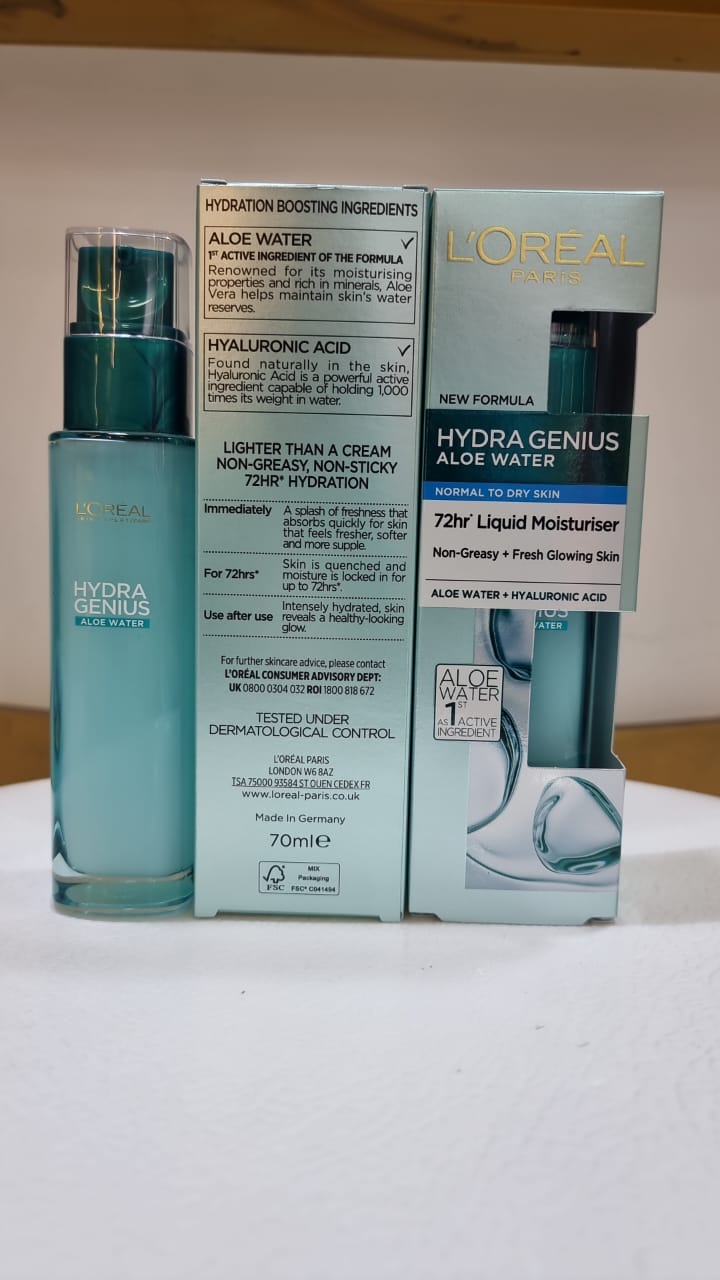 L'ORÉAL
HYDRA
GENIUS
ALOE WATER
HYDRATION BOOSTING INGREDIENTS
ALOE WATER
1ST ACTIVE INGREDIENT OF THE FORMULA
Renowned for its moisturising
properties and rich in minerals, Aloe
Vera helps maintain skin's water
reserves.
HYALURONIC ACID
Found naturally in the skin,
Hyaluronic Acid is a powerful active
ingredient capable of holding 1,000
times its weight in water.
LIGHTER THAN A CREAM
NON-GREASY, NON-STICKY
72HR* HYDRATION
Immediately A splash of freshness that
absorbs quickly for skin
that feels fresher, softer
and more supple.
For 72hrs* Skin is quenched and
moisture is locked in for
up to 72hrs*.
Use after use Intensely hydrated, skin
reveals a healthy-looking
glow.
For further skincare advice, please contact
L'ORÉAL CONSUMER ADVISORY DEPT:
UK 0800 0304 032 ROI 1800 818 672
TESTED UNDER
DERMATOLOGICAL CONTROL
L'ORÉAL PARIS
LONDON W6 8AZ
TSA 75000 93584 ST OUEN CEDEX FR
www.loreal-paris.co.uk
Made In Germany
70ml℮
FSC
MIX
Packaging
FSC® C041494
L'ORÉAL
PARIS
NEW FORMULA
HYDRA GENIUS
ALOE WATER
NORMAL TO DRY SKIN
72hr* Liquid Moisturiser
Non-Greasy + Fresh Glowing Skin
ALOE WATER + HYALURONIC ACID
ALOE
WATER
AS 1ST ACTIVE
INGREDIENT